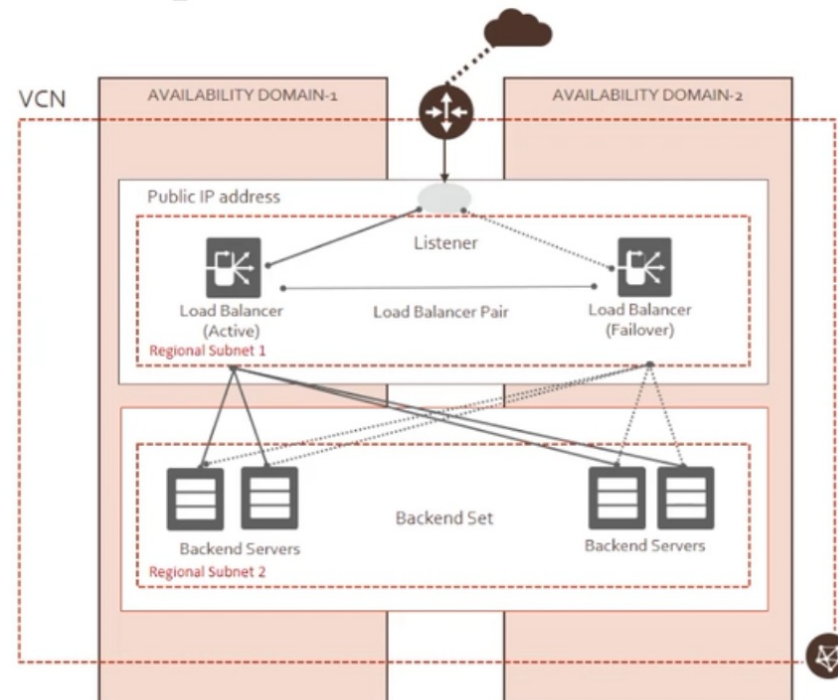 VCN
AVAILABILITY DOMAIN-1
AVAILABILITY DOMAIN-2
Public IP address
Listener
Load Balancer
(Active)
Load Balancer Pair
Load Balancer
(Failover)
Regional Subnet 1
Backend Set
Backend Servers
Backend Servers
Regional Subnet 2